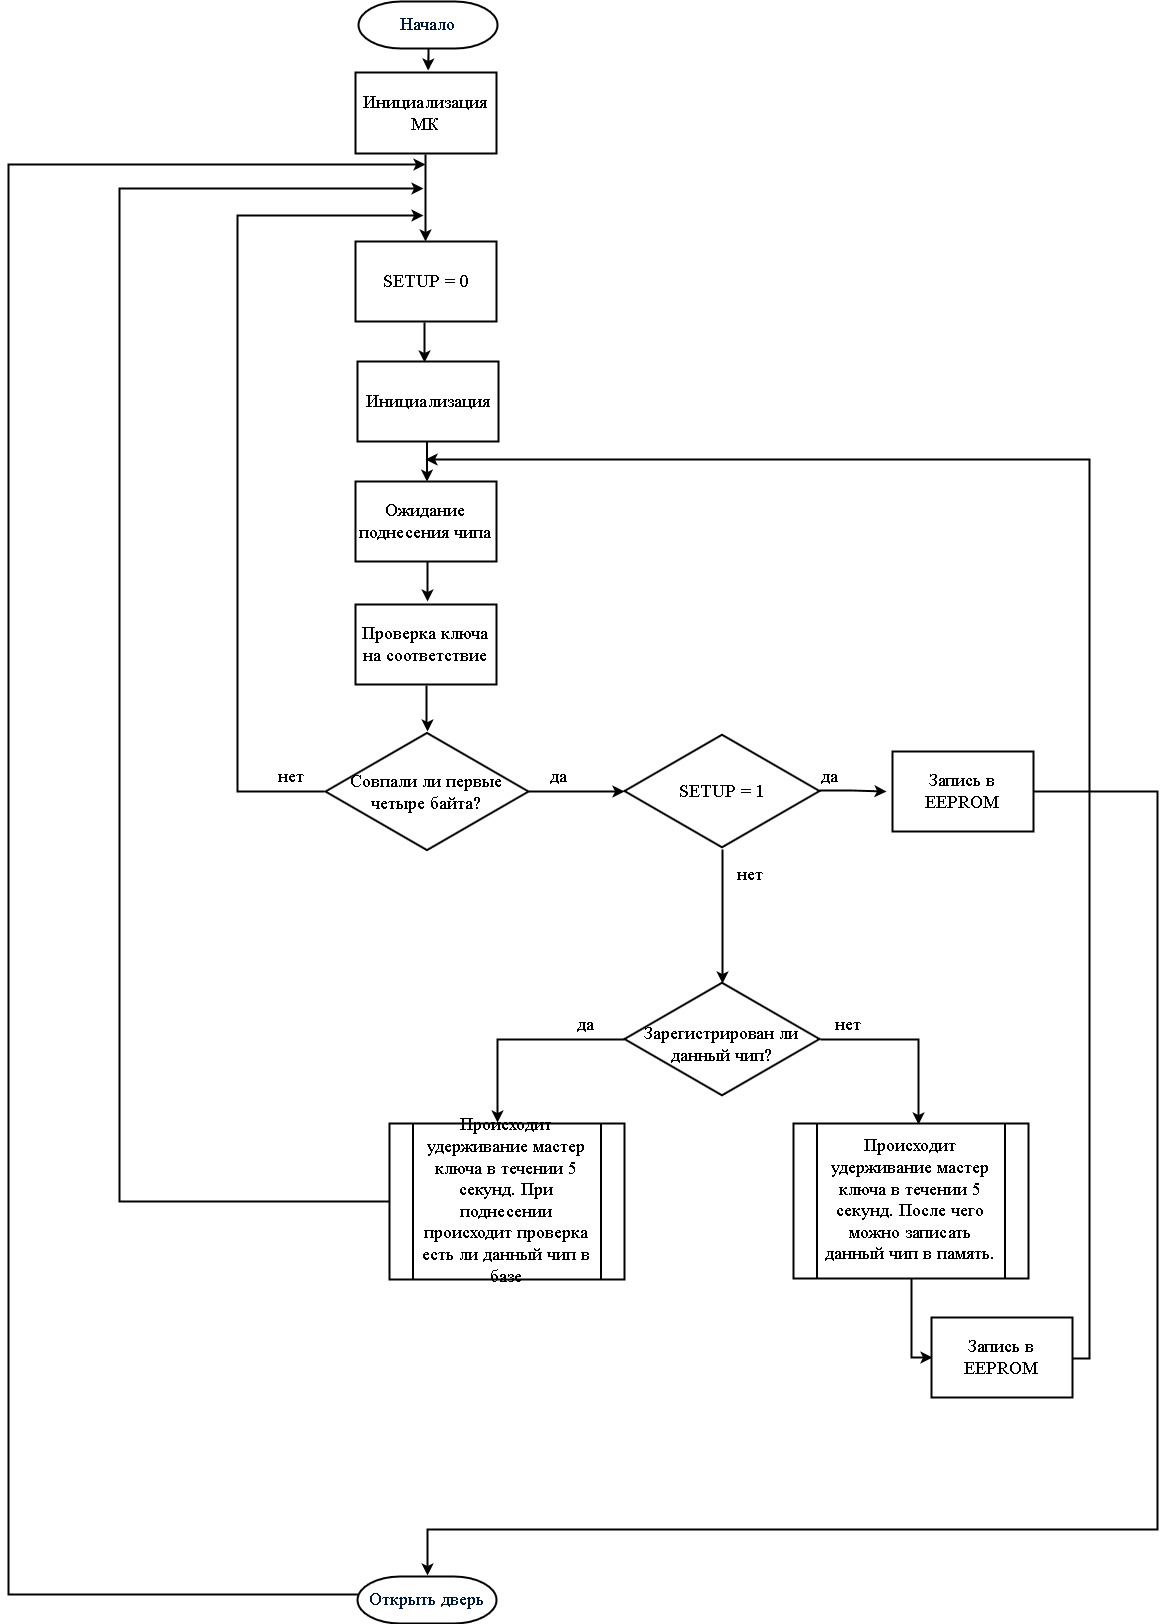 Начало
Инициализация
МК
SETUP = 0
Инициализация
Ожидание
поднесения чипа
Проверка ключа
на соответствие
нет
Совпали ли первые
четыре байта?
да
SETUP = 1
да
Запись в
EEPROM
нет
да
Зарегистрирован ли
данный чип?
нет
Происходит
удерживание мастер
ключа в течении 5
секунд. При
поднесении
происходит проверка
есть ли данный чип в
базе
Происходит
удерживание мастер
ключа в течении 5
секунд. После чего
можно записать
данный чип в память.
Запись в
EEPROM
Открыть дверь